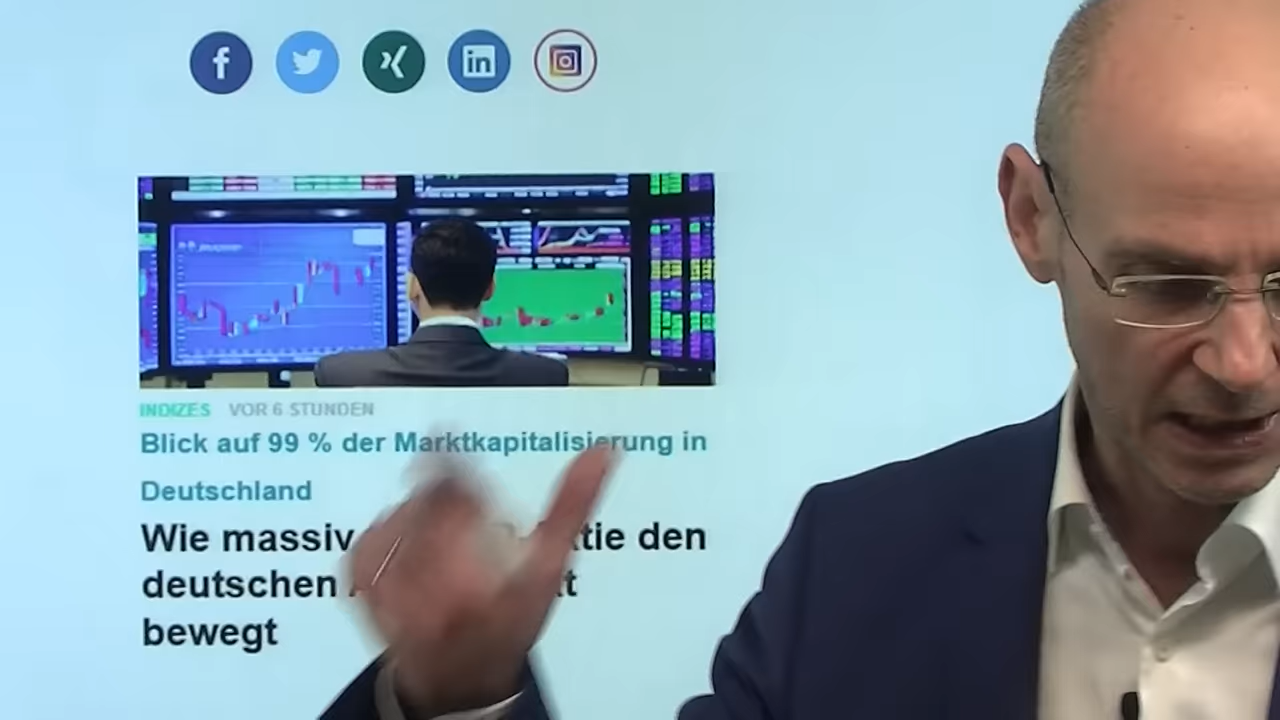 INDIZES VOR 6 STUNDEN
Blick auf 99 % der Marktkapitalisierung in
Deutschland
Wie massiv den
deutschen
bewegt